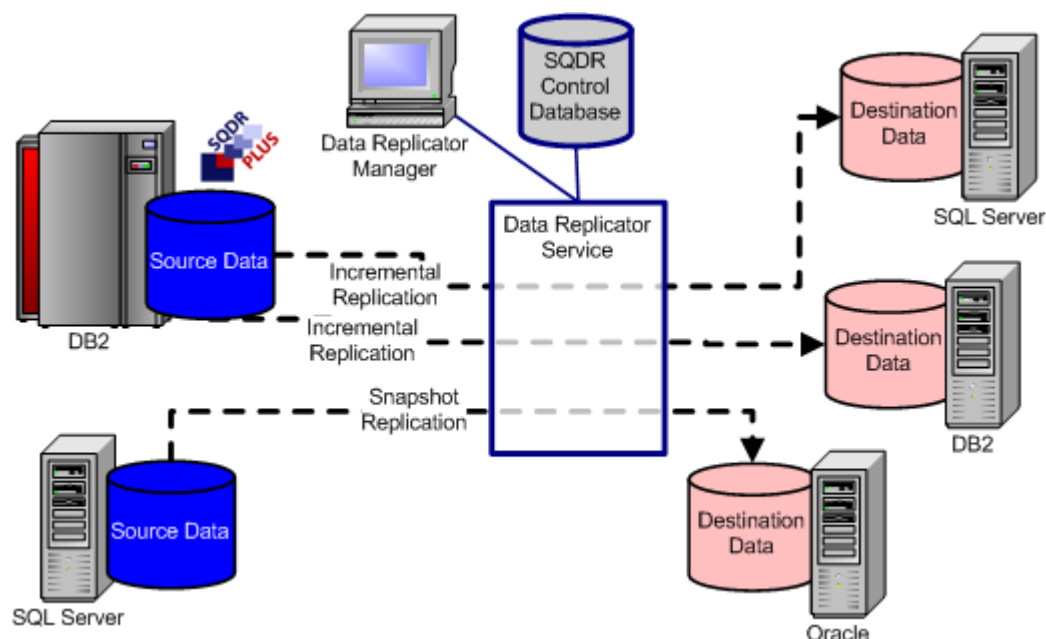 SQDR
Control
Database
Data Replicator
Manager
SQDR
PLUS
Destination
Data
SQL Server
Data Replicator
Service
Source Data
Incremental
Replication
DB2
Incremental
Replication
Destination
Data
DB2
Snapshot
Replication
Source Data
SQL Server
Destination
Data
Oracle